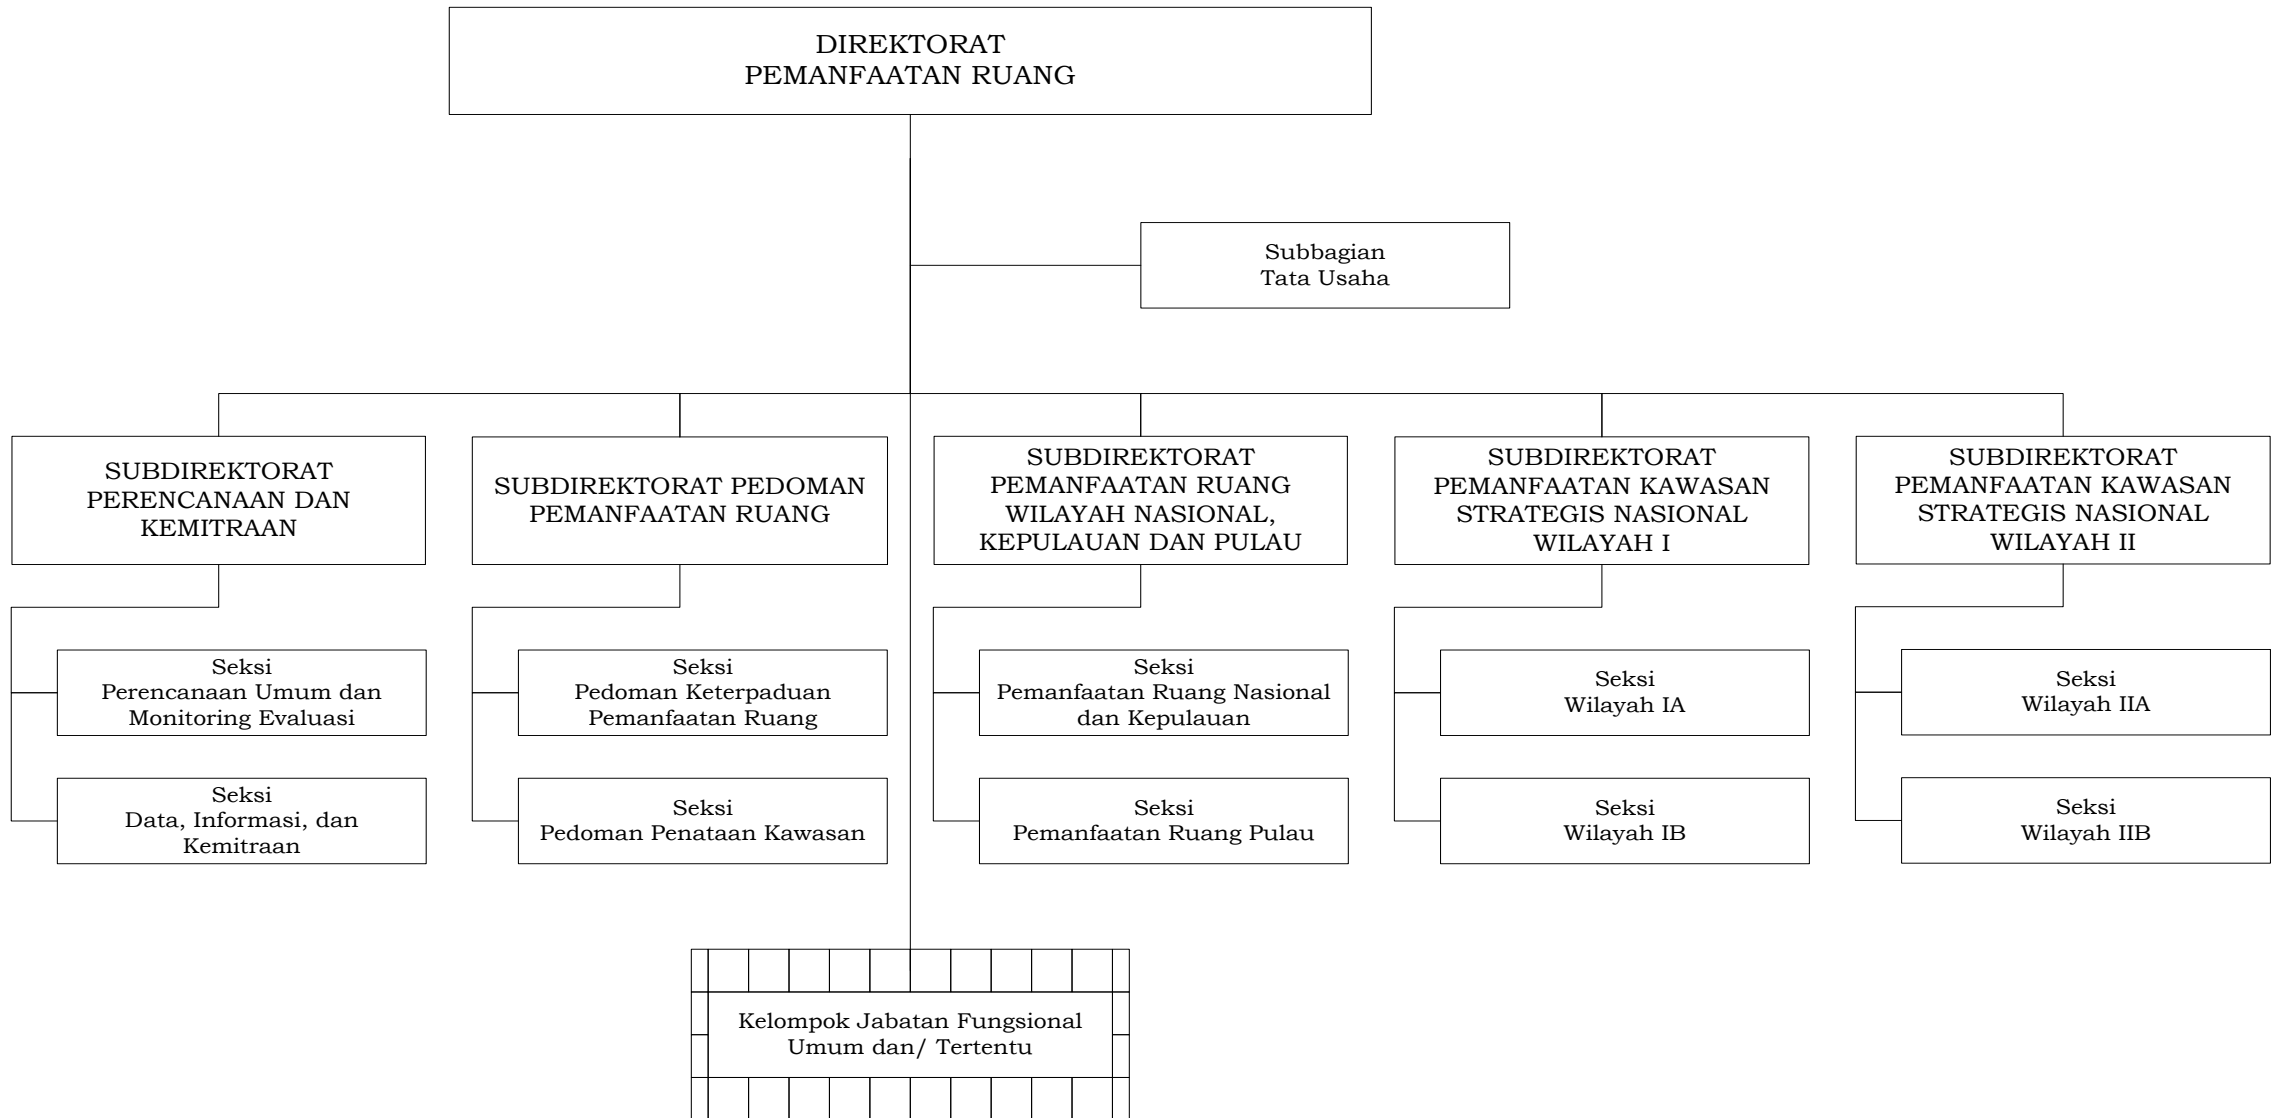 DIREKTORAT
PEMANFAATAN RUANG
Subbagian
Tata Usaha
SUBDIREKTORAT
PERENCANAAN DAN
KEMITRAAN
SUBDIREKTORAT PEDOMAN
PEMANFAATAN RUANG
SUBDIREKTORAT
PEMANFAATAN RUANG
WILAYAH NASIONAL,
KEPULAUAN DAN PULAU
SUBDIREKTORAT
PEMANFAATAN KAWASAN
STRATEGIS NASIONAL
WILAYAH I
SUBDIREKTORAT
PEMANFAATAN KAWASAN
STRATEGIS NASIONAL
WILAYAH II
Seksi
Perencanaan Umum dan
Monitoring Evaluasi
Seksi
Pedoman Keterpaduan
Pemanfaatan Ruang
Seksi
Pemanfaatan Ruang Nasional
dan Kepulauan
Seksi
Wilayah IA
Seksi
Wilayah IIA
Seksi
Data, Informasi, dan
Kemitraan
Seksi
Pedoman Penataan Kawasan
Seksi
Pemanfaatan Ruang Pulau
Seksi
Wilayah IB
Seksi
Wilayah IIB
Kelompok Jabatan Fungsional
Umum dan/ Tertentu